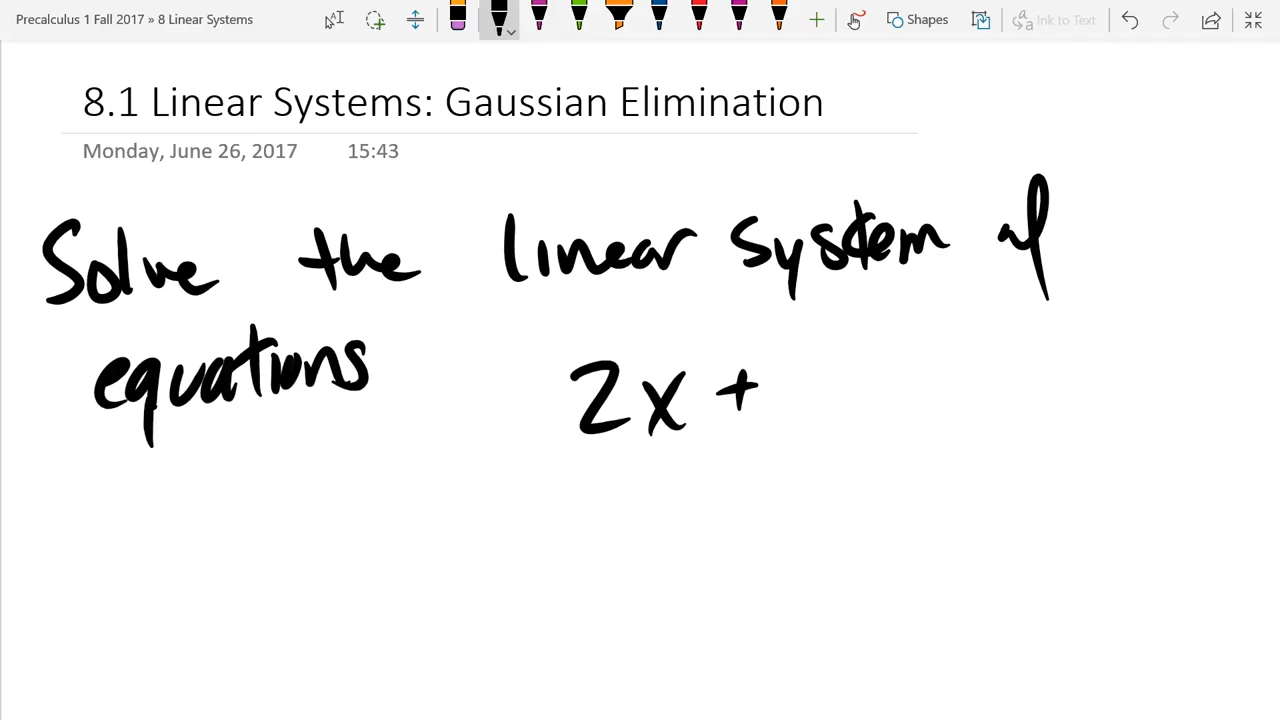 Precalculus 1 Fall 2017 » 8 Linear Systems
Shapes
Ink to Text
8.1 Linear Systems: Gaussian Elimination
Monday, June 26, 2017 15:43
Solve the linear system of
equations 2x +